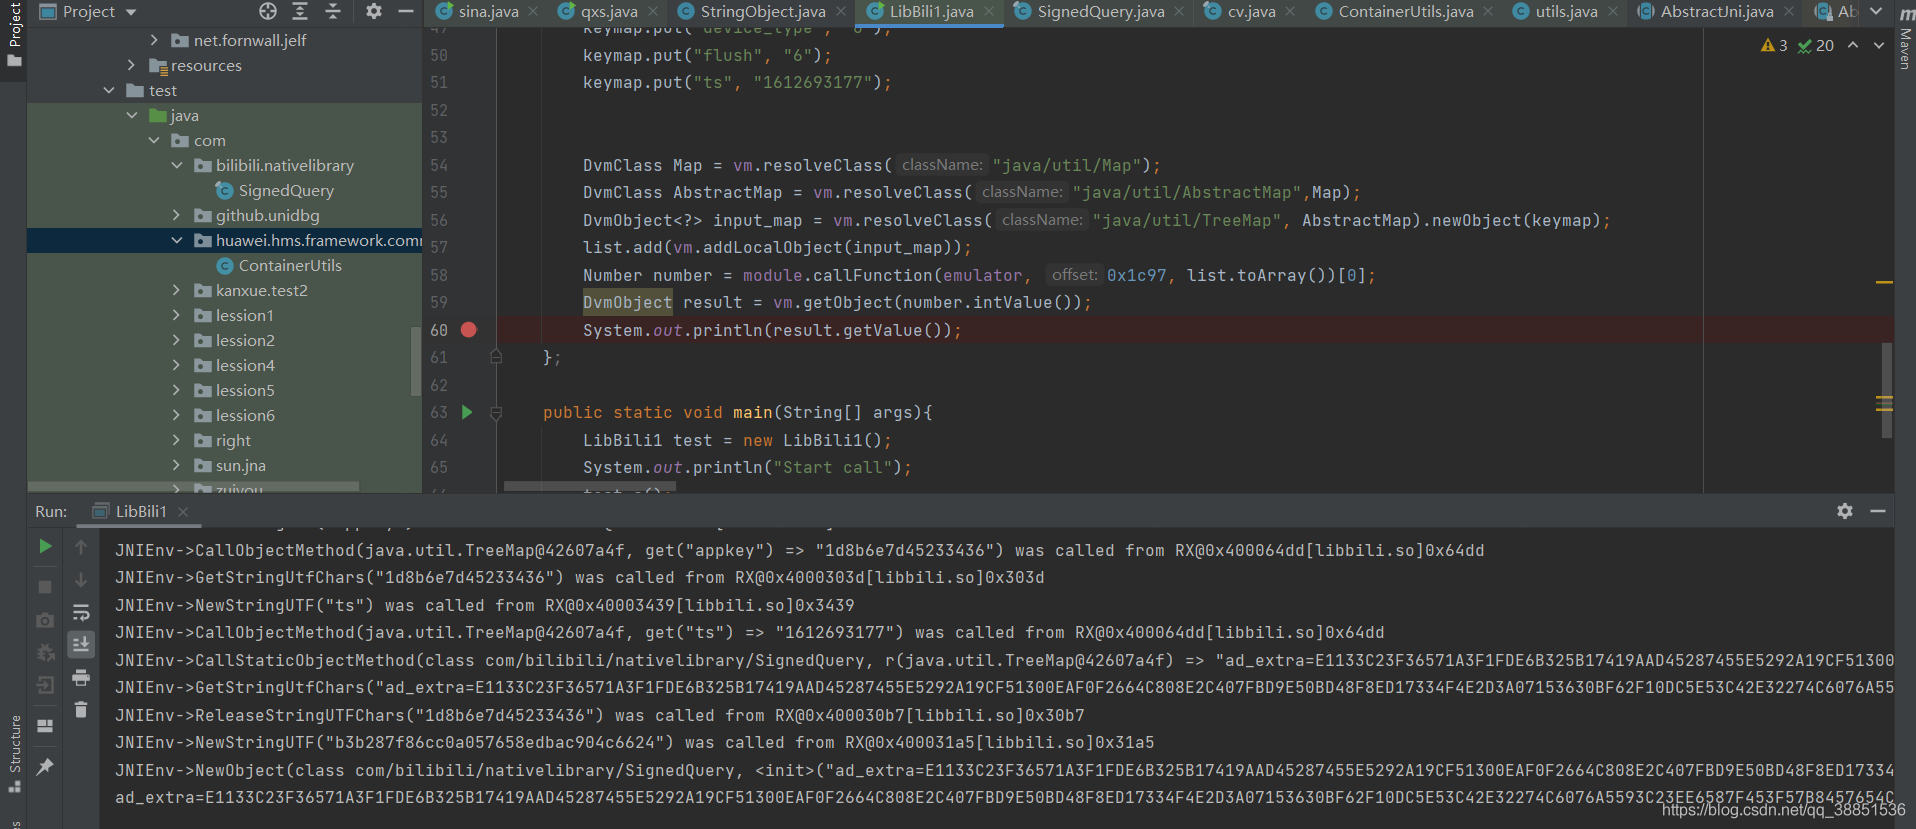 Project
sina.java
qxs.java
StringObject.java
LibBili1.java
SignedQuery.java
cv.java
ContainerUtils.java
utils.java
AbstractJni.java
Ab
Project
Maven
net.fornwall.jelf
resources
test
java
com
bilibili.nativelibrary
SignedQuery
github.unidbg
huawei.hms.framework.comm
ContainerUtils
kanxue.test2
lession1
lession2
lession4
lession5
lession6
right
sun.jna
zuiyou
3 20
keymap.put("device_type", "6");
50 keymap.put("flush", "6");
51 keymap.put("ts", "1612693177");
52
53
54 DvmClass Map = vm.resolveClass( className: "java/util/Map");
55 DvmClass AbstractMap = vm.resolveClass( className: "java/util/AbstractMap",Map);
56 DvmObject<?> input_map = vm.resolveClass( className: "java/util/TreeMap", AbstractMap).newObject(keymap);
57 list.add(vm.addLocalObject(input_map));
58 Number number = module.callFunction(emulator, offset: 0x1c97, list.toArray())[0];
59 DvmObject result = vm.getObject(number.intValue());
60 System.out.println(result.getValue());
61 };
62
63 public static void main(String[] args){
64 LibBili1 test = new LibBili1();
65 System.out.println("Start call");
Run: LibBili1
JNIEnv->CallObjectMethod(java.util.TreeMap@42607a4f, get("appkey") => "1d8b6e7d45233436") was called from RX@0x400064dd[libbili.so]0x64dd
JNIEnv->GetStringUtfChars("1d8b6e7d45233436") was called from RX@0x4000303d[libbili.so]0x303d
JNIEnv->NewStringUTF("ts") was called from RX@0x40003439[libbili.so]0x3439
JNIEnv->CallObjectMethod(java.util.TreeMap@42607a4f, get("ts") => "1612693177") was called from RX@0x400064dd[libbili.so]0x64dd
JNIEnv->CallStaticObjectMethod(class com/bilibili/nativelibrary/SignedQuery, r(java.util.TreeMap@42607a4f) => "ad_extra=E1133C23F36571A3F1FDE6B325B17419AAD45287455E5292A19CF51300
JNIEnv->GetStringUtfChars("ad_extra=E1133C23F36571A3F1FDE6B325B17419AAD45287455E5292A19CF51300EAF0F2664C808E2C407FBD9E50BD48F8ED17334F4E2D3A07153630BF62F10DC5E53C42E32274C6076A55
JNIEnv->ReleaseStringUTFChars("1d8b6e7d45233436") was called from RX@0x400030b7[libbili.so]0x30b7
JNIEnv->NewStringUTF("b3b287f86cc0a057658edbac904c6624") was called from RX@0x400031a5[libbili.so]0x31a5
JNIEnv->NewObject(class com/bilibili/nativelibrary/SignedQuery, <init>("ad_extra=E1133C23F36571A3F1FDE6B325B17419AAD45287455E5292A19CF51300EAF0F2664C808E2C407FBD9E50BD48F8ED17334
ad_extra=E1133C23F36571A3F1FDE6B325B17419AAD45287455E5292A19CF51300EAF0F2664C808E2C407FBD9E50BD48F8ED17334F4E2D3A07153630BF62F10DC5E53C42E32274C6076A5593C23EE6587F453F57B8457654C
Structure
https://blog.csdn.net/qq_38851536